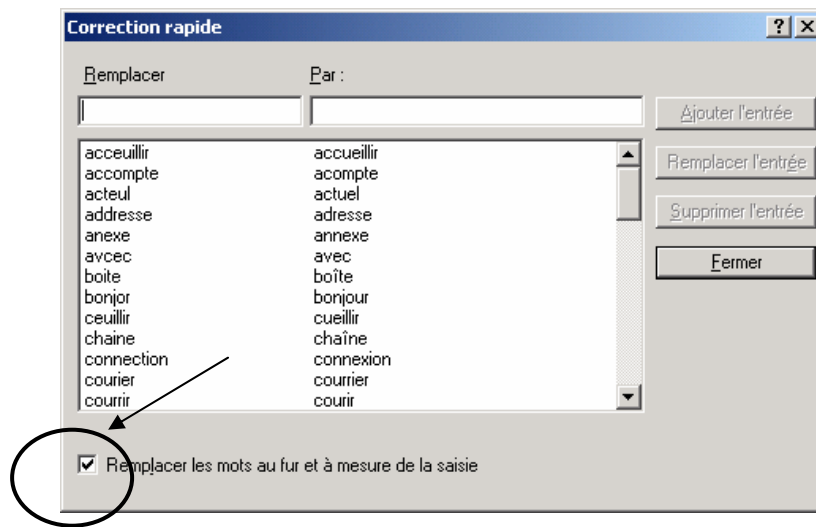 Correction rapide
Remplacer Par :
Ajouter l'entrée
acceuillir accueillir
accompte acompte
Remplacer l'entrée
acteul actuel
addresse adresse
Supprimer l'entrée
anexe annexe
avcec avec
Fermer
boite boîte
bonjor bonjour
ceuillir cueillir
chaine chaîne
connection connexion
courier courrier
courrir courir
Remplacer les mots au fur et à mesure de la saisie